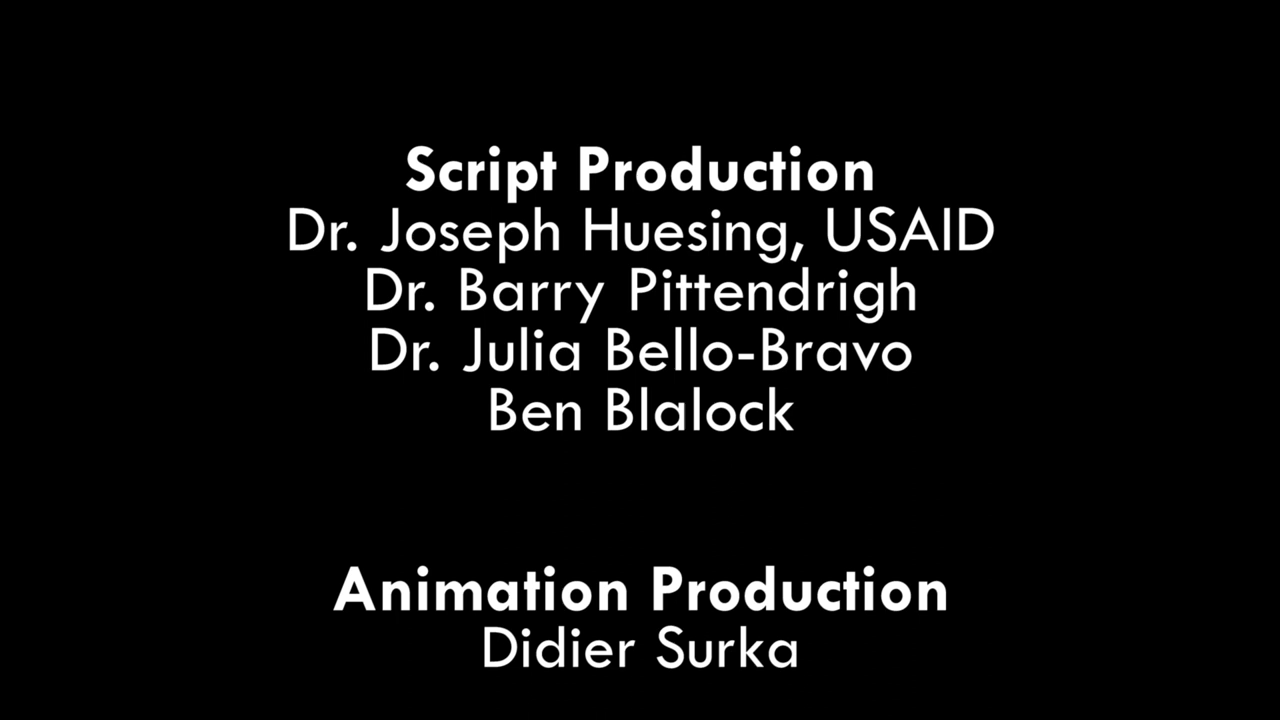 Script Production
Dr. Joseph Huesing, USAID
Dr. Barry Pittendrigh
Dr. Julia Bello-Bravo
Ben Blalock
Animation Production
Didier Surka